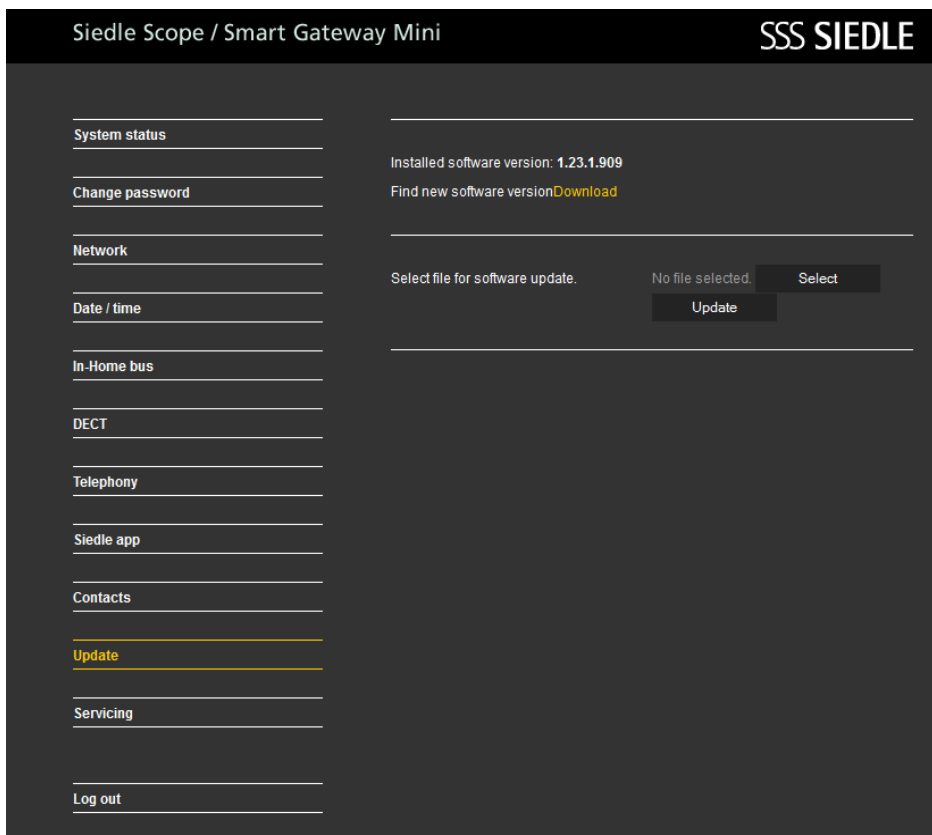 Siedle Scope / Smart Gateway Mini
SSS SIEDLE
System status
Change password
Network
Date / time
In-Home bus
DECT
Telephony
Siedle app
Contacts
Update
Servicing
Log out
Installed software version: 1.23.1.909
Find new software versionDownload
Select file for software update. No file selected. Select
Update